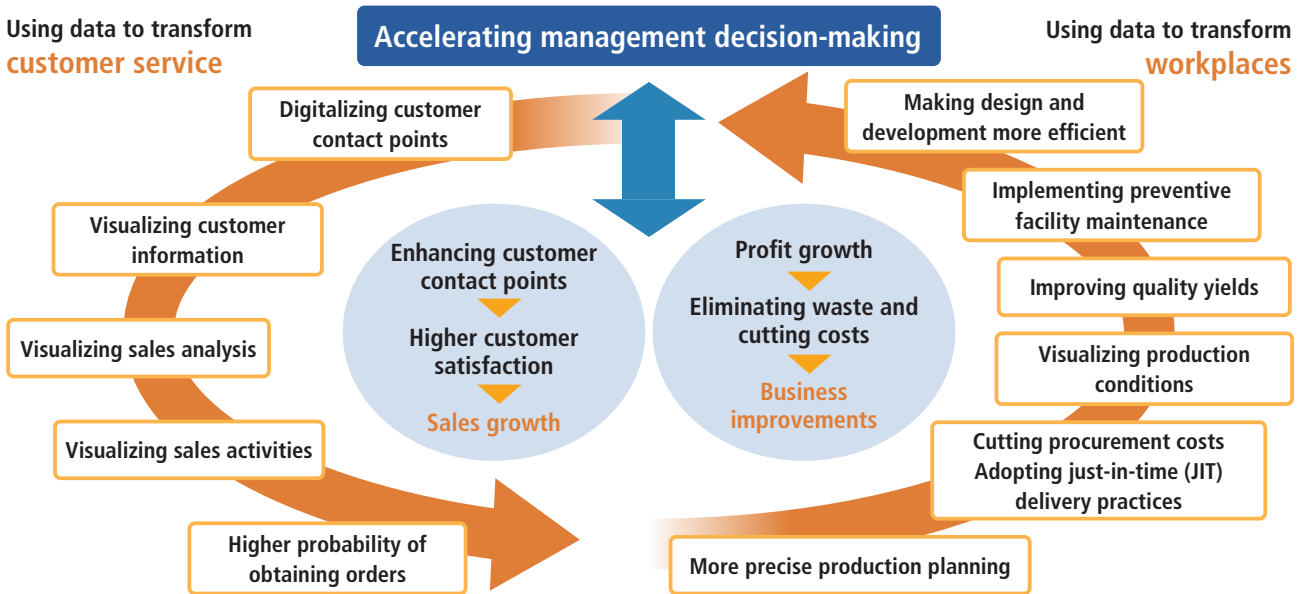 Using data to transform
customer service
Accelerating management decision-making
Using data to transform
workplaces
Digitalizing customer
contact points
Visualizing customer
information
Visualizing sales analysis
Visualizing sales activities
Higher probability of
obtaining orders
Enhancing customer
contact points
Higher customer
satisfaction
Sales growth
Profit growth
Eliminating waste and
cutting costs
Business
improvements
Making design and
development more efficient
Implementing preventive
facility maintenance
Improving quality yields
Visualizing production
conditions
Cutting procurement costs
Adopting just-in-time (JIT)
delivery practices
More precise production planning